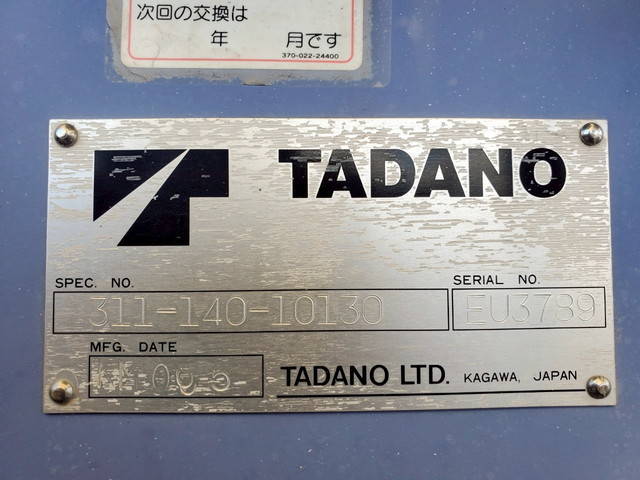 次回の交換は
年 月です
370-022-24400
TADANO
SPEC. NO.
311-140-10130
SERIAL NO.
EU3789
MFG. DATE
TADANO LTD. KAGAWA, JAPAN